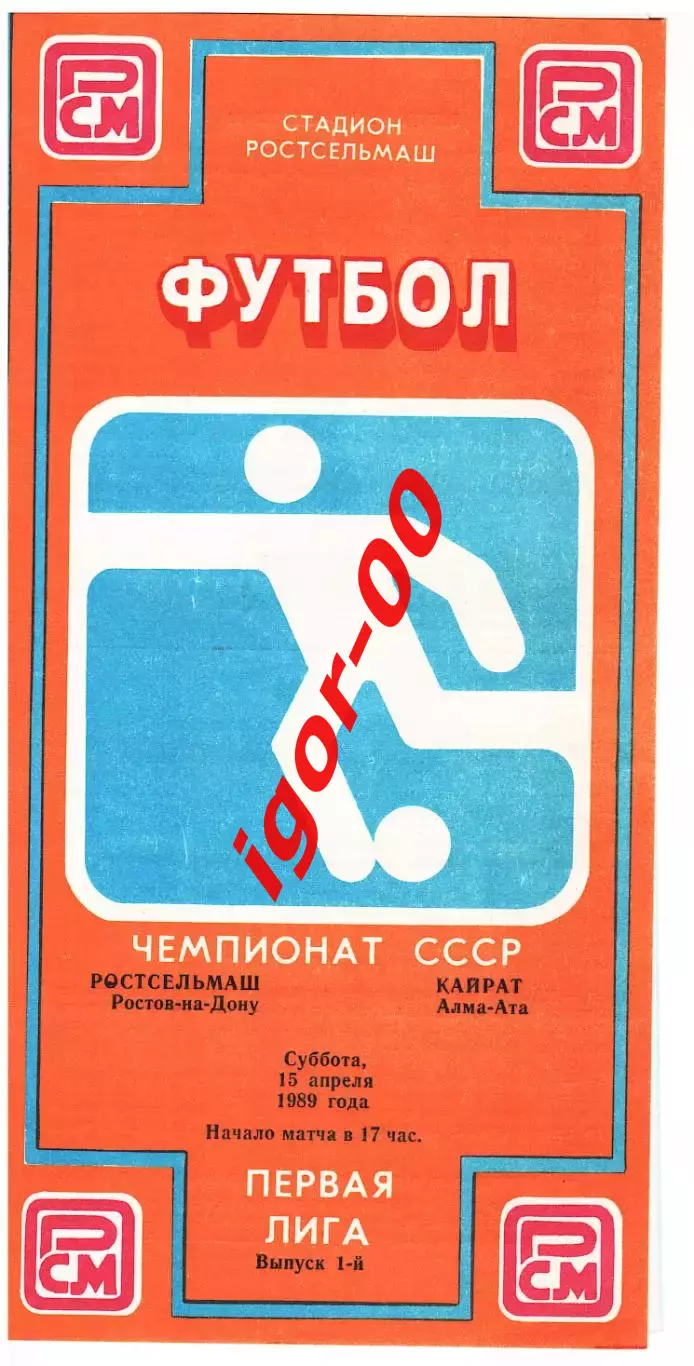 РСМ
РСМ
СТАДИОН
РОСТСЕЛЬМАШ
ФУТБОЛ
igor-00
ЧЕМПИОНАТ СССР
РОСТСЕЛЬМАШ
Ростов-на-Дону
КАЙРАТ
Алма-Ата
Суббота,
15 апреля
1989 года
Начало матча в 17 час.
ПЕРВАЯ
ЛИГА
Выпуск 1-й
РСМ
РСМ